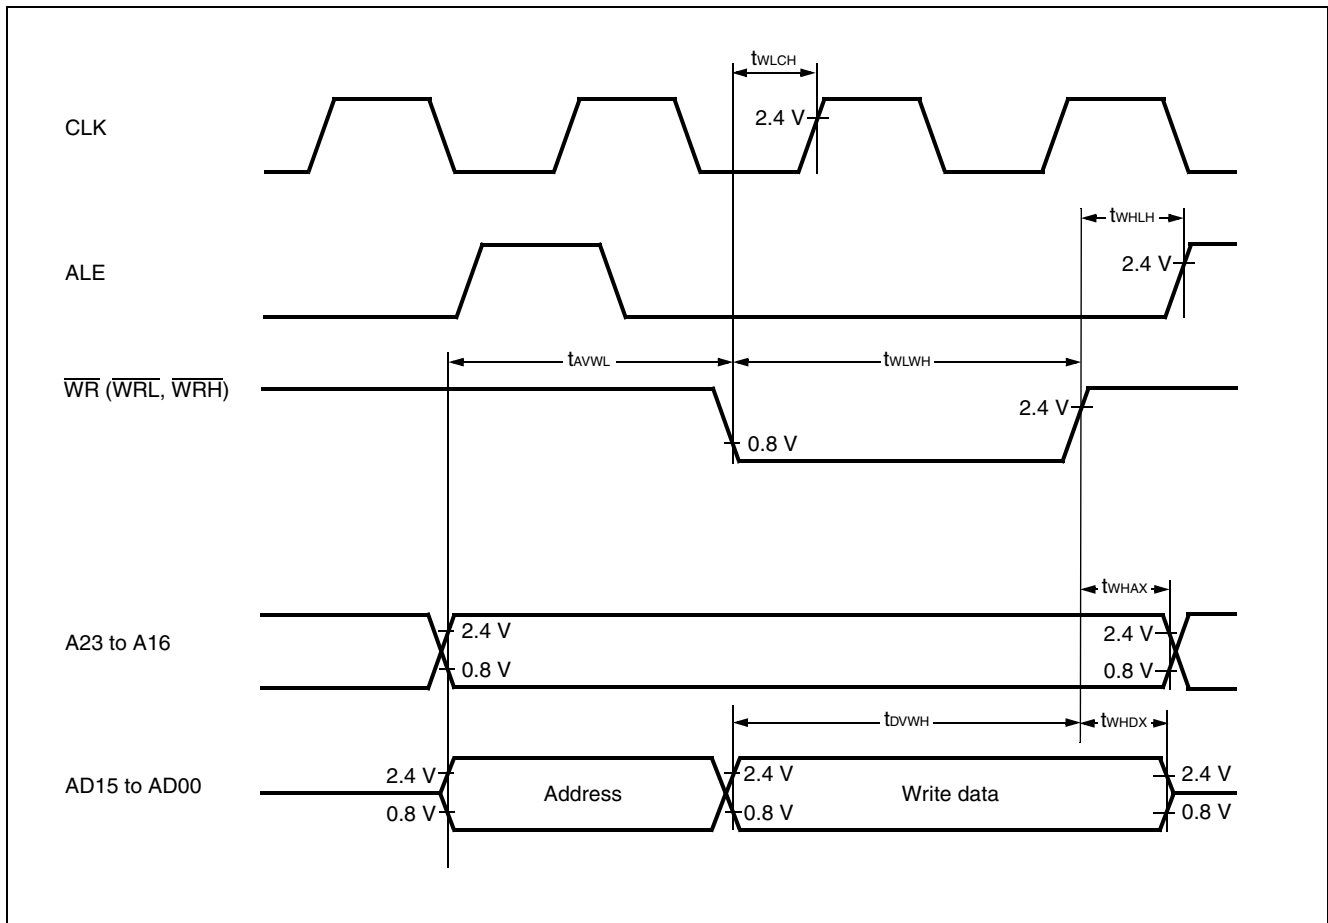 tWLCH
CLK
2.4 V
tWHLH
ALE
2.4 V
tAVWL
tWLWH
WR (WRL, WRH)
2.4 V
0.8 V
tWHAX
A23 to A16
2.4 V
2.4 V
0.8 V
0.8 V
tDVWH
tWHDX
AD15 to AD00
2.4 V
2.4 V
2.4 V
Address
Write data
0.8 V
0.8 V
0.8 V